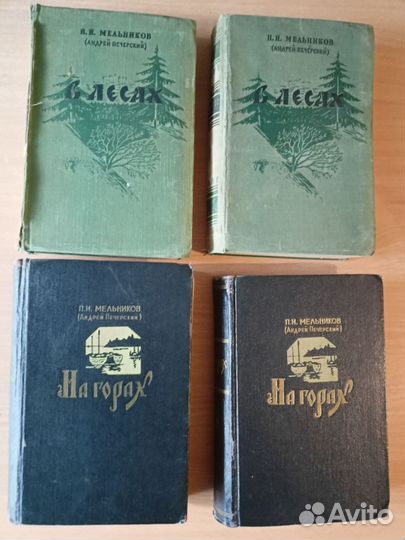 П. И. МЕЛЬНИКОВ
(АНДРЕЙ ПЕЧЕРСКИЙ)
В ЛЕСАХ
П. И. МЕЛЬНИКОВ
(АНДРЕЙ ПЕЧЕРСКИЙ)
В ЛЕСАХ
П.И. МЕЛЬНИКОВ
(АНДРЕЙ ПЕЧЕРСКИЙ)
НА ГОРАХ
П.И. МЕЛЬНИКОВ
(АНДРЕЙ ПЕЧЕРСКИЙ)
НА ГОРАХ
Avito